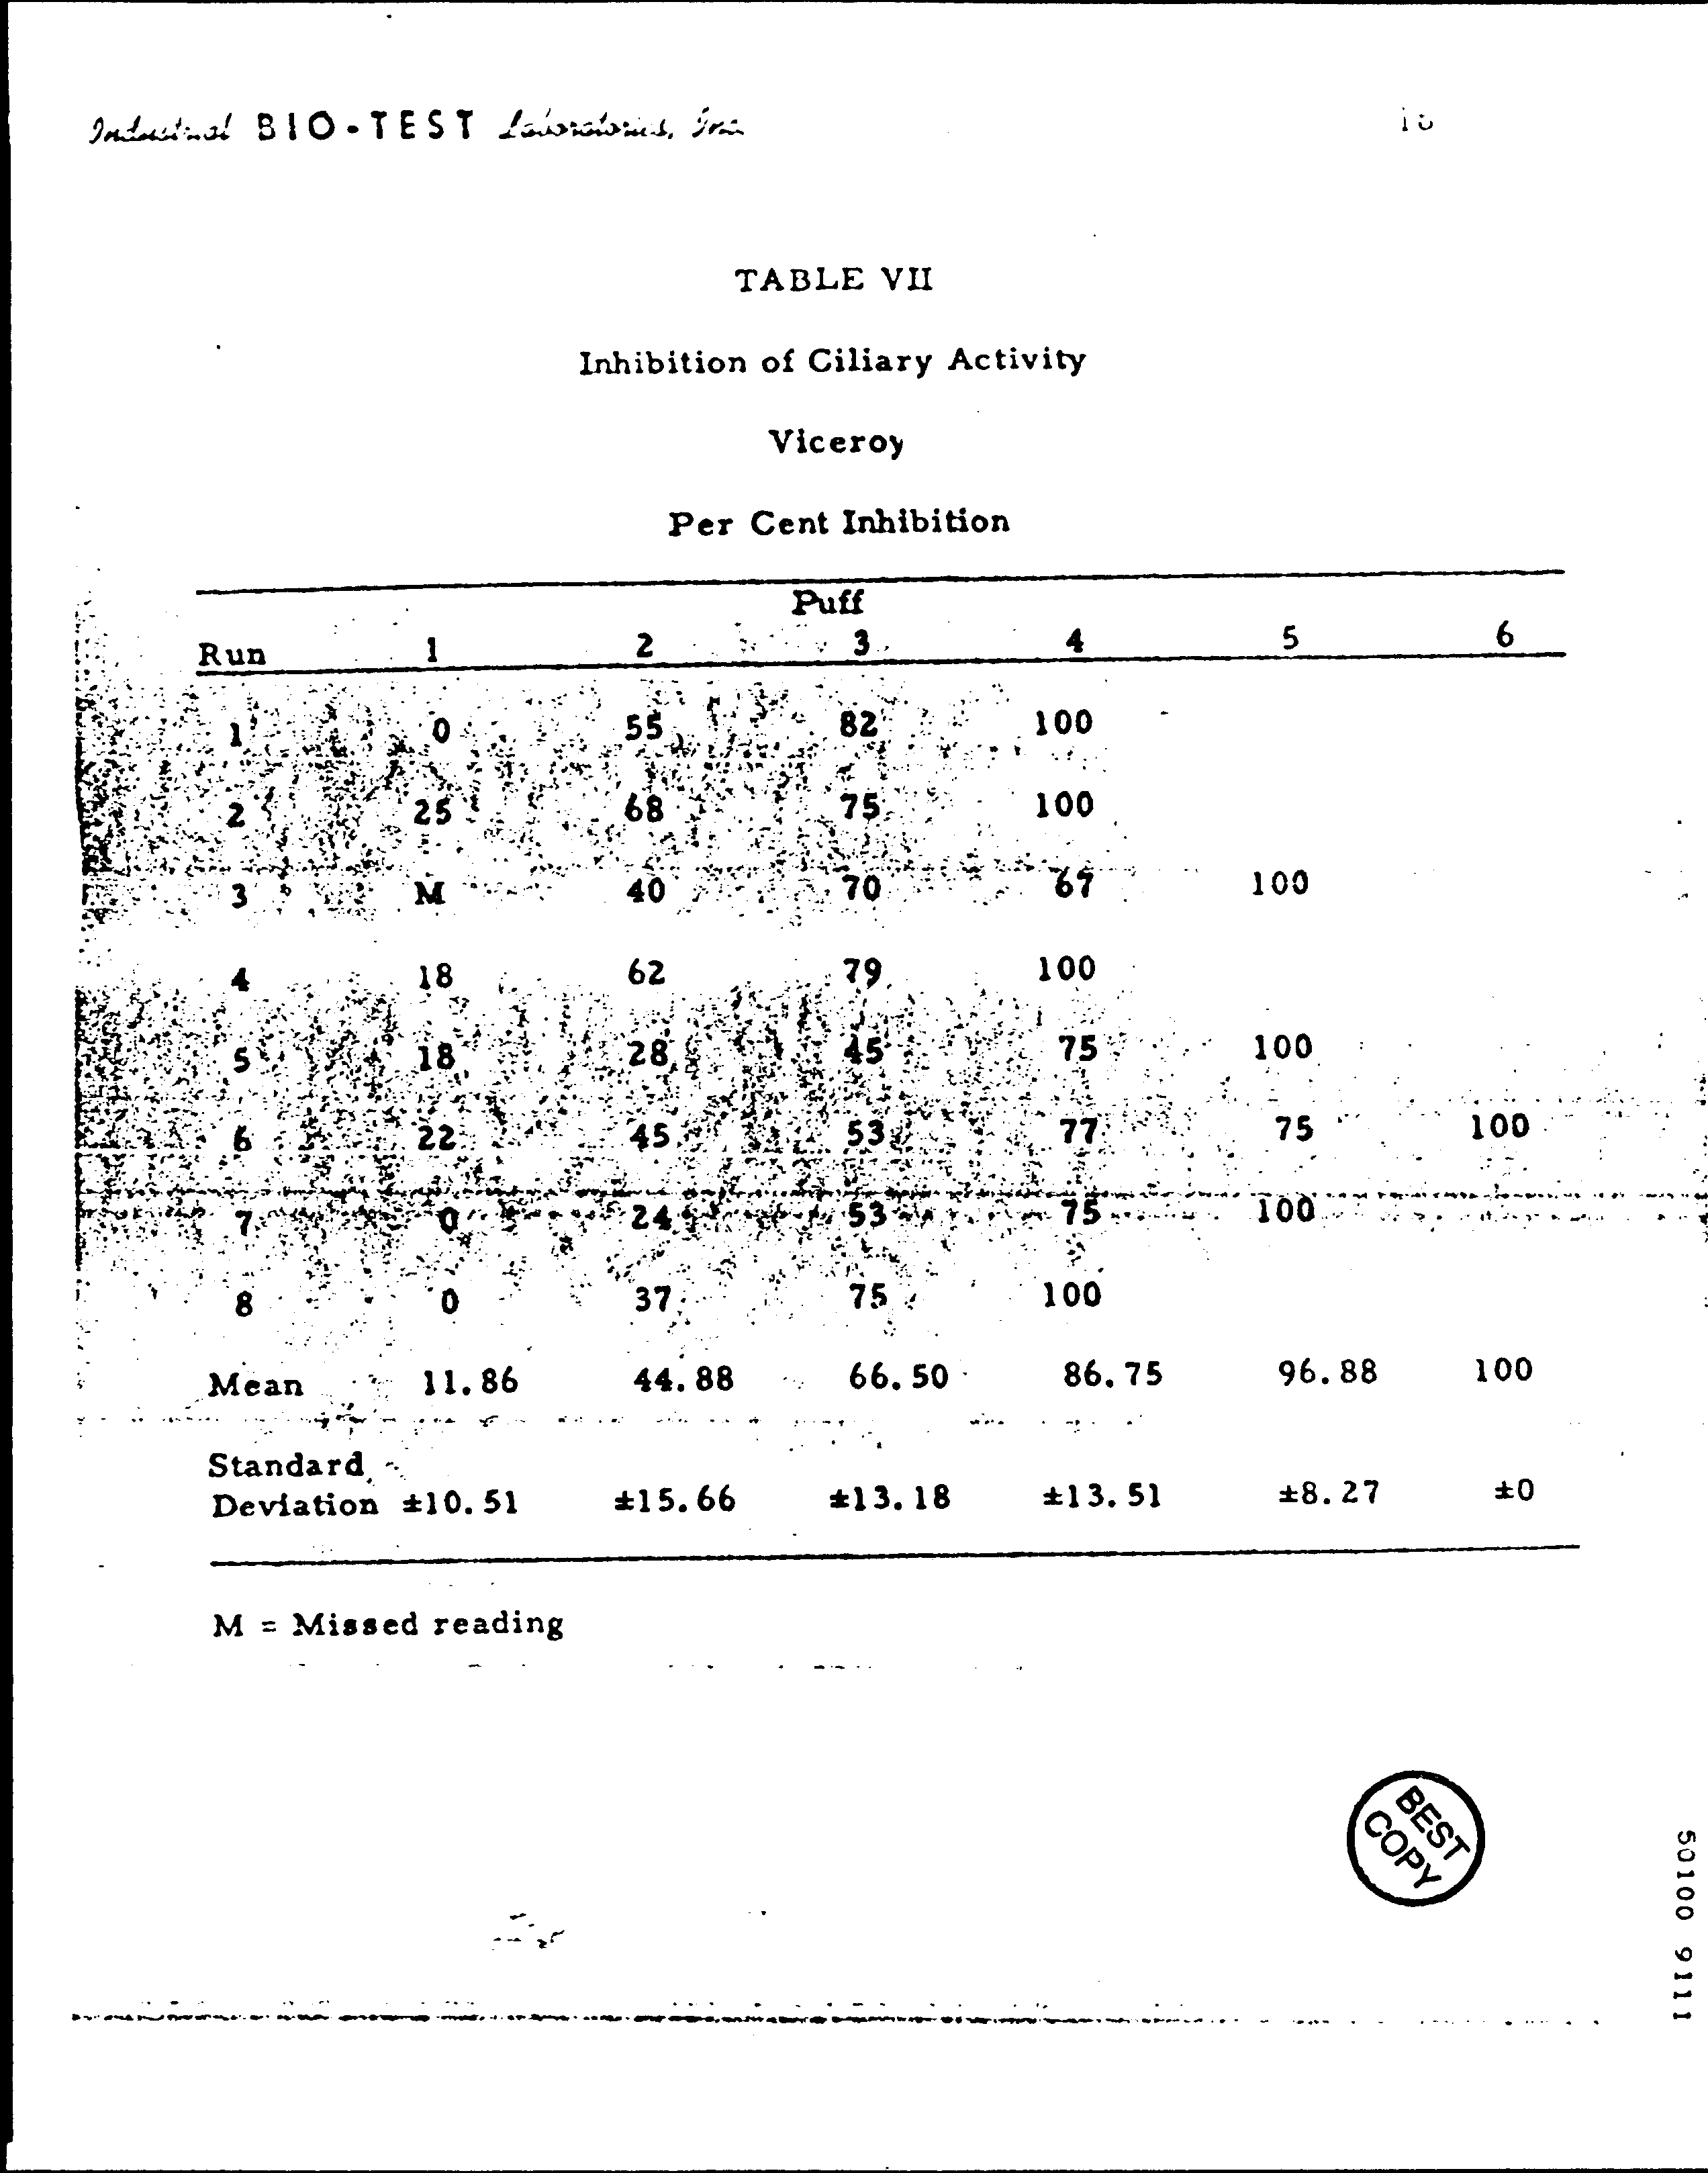 Industrial BIO-TEST Laboratories, Inc.
TABLE VII
Inhibition of Ciliary Activity
Viceroy
Per Cent Inhibition
Puff
Run 1 2 3 4 5 6
1 0 55 82 100
2 25 68 75 100
3 M 40 70 67 100
4 18 62 79 100
5 18 28 45 75 100
6 22 45 53 77 75 100
7 0 24 53 75 100
8 0 37 75 100
Mean 11.86 44.88 66.50 86.75 96.88 100
Standard
Deviation ±10.51 ±15.66 ±13.18 ±13.51 ±8.27 ±0
M = Missed reading
BEST
COPY
50100 9111